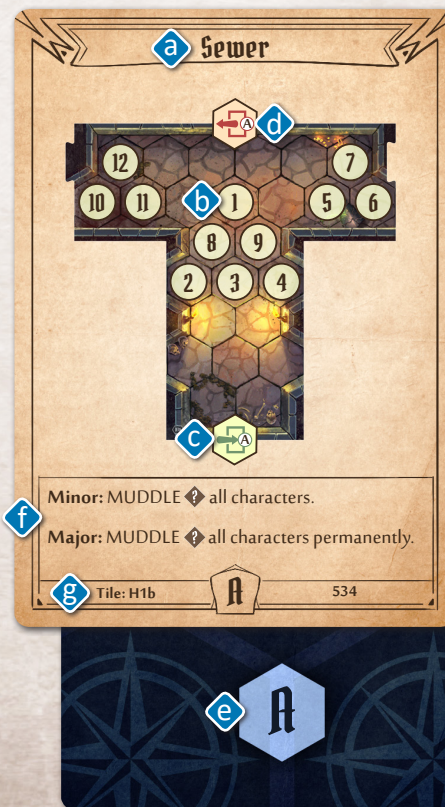 a Sewer
A d
12 7
10 11 b 1 5 6
8 9
2 3 4
c A
Minor: MUDDLE all characters.
f
Major: MUDDLE all characters permanently.
g Tile: H1b A 534
e A